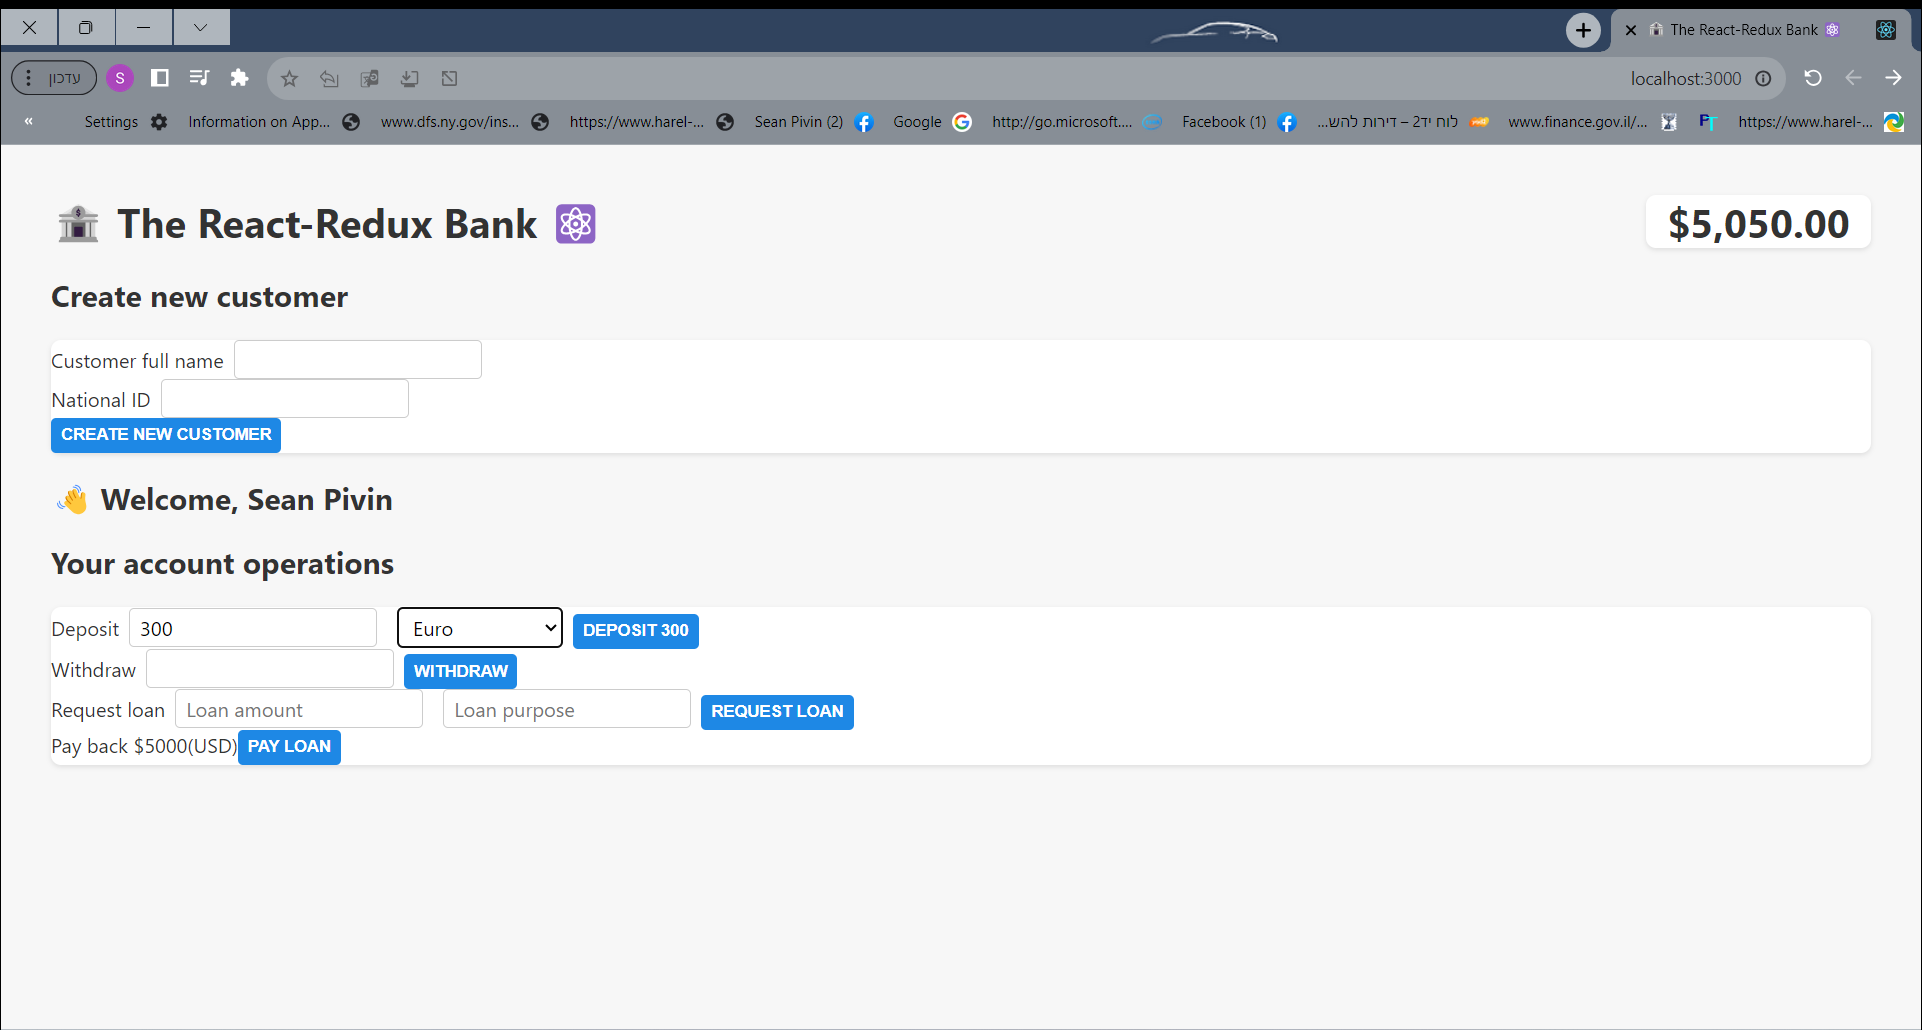 The React-Redux Bank
עדכון
S
localhost:3000
«
Settings
Information on App...
www.dfs.ny.gov/ins...
https://www.harel-...
Sean Pivin (2)
Google
http://go.microsoft....
Facebook (1)
לוח יד2 – דירות להש...
www.finance.gov.il/...
PT
https://www.harel-...
The React-Redux Bank
$5,050.00
Create new customer
Customer full name
National ID
CREATE NEW CUSTOMER
Welcome, Sean Pivin
Your account operations
Deposit 300 Euro DEPOSIT 300
Withdraw WITHDRAW
Request loan Loan amount Loan purpose REQUEST LOAN
Pay back $5000(USD) PAY LOAN